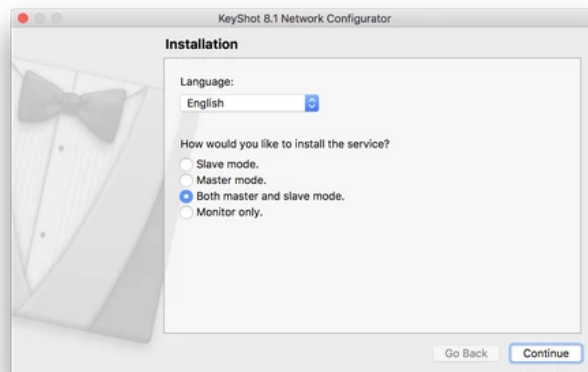 KeyShot 8.1 Network Configurator
Installation
Language:
English
How would you like to install the service?
Slave mode.
Master mode.
Both master and slave mode.
Monitor only.
Go Back
Continue